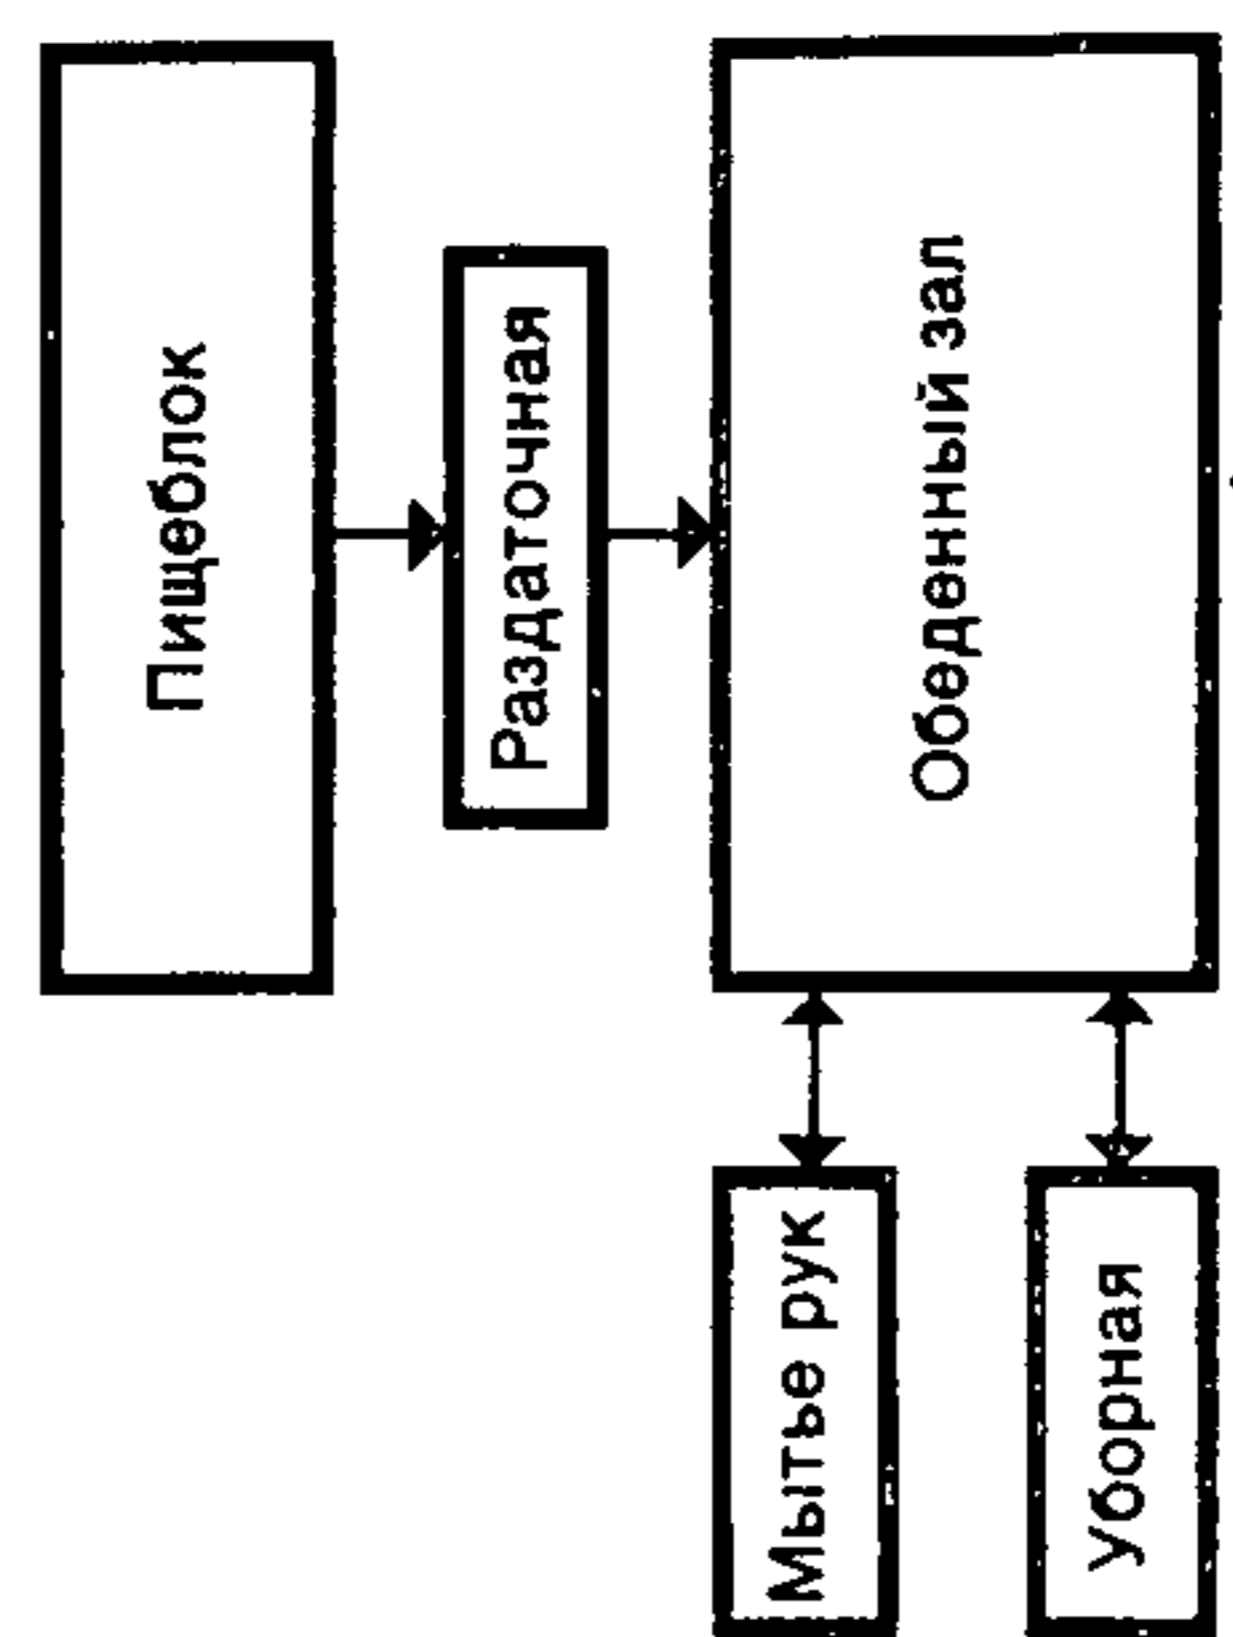 Пищеблок
Раздаточная
Обеденный зал
Мытье рук
Уборная